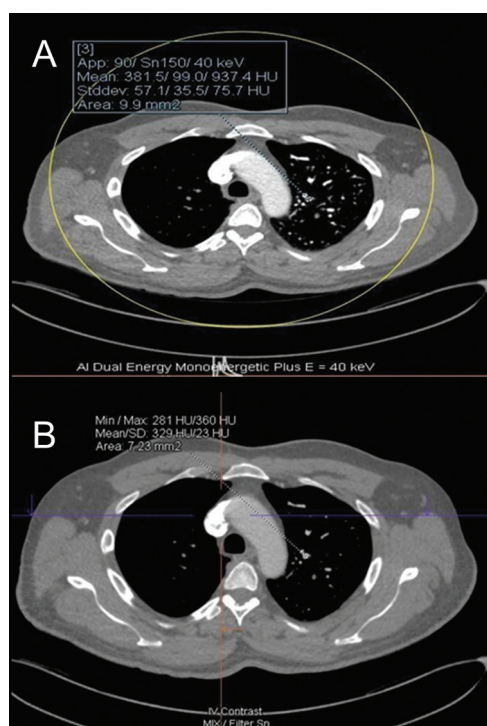 A
[3]
App: 90/ Sn150/ 40 keV
Mean: 381.5/ 99.0/ 937.4 HU
Stddev: 57.1/ 35.5/ 75.7 HU
Area: 9.9 mm2
AI Dual Energy Monoenergetic Plus E = 40 keV
B
Min / Max: 281 HU/360 HU
Mean/SD: 329 HU/23 HU
Area: 7.23 mm2
IV Contrast
MIX / Filter Sn